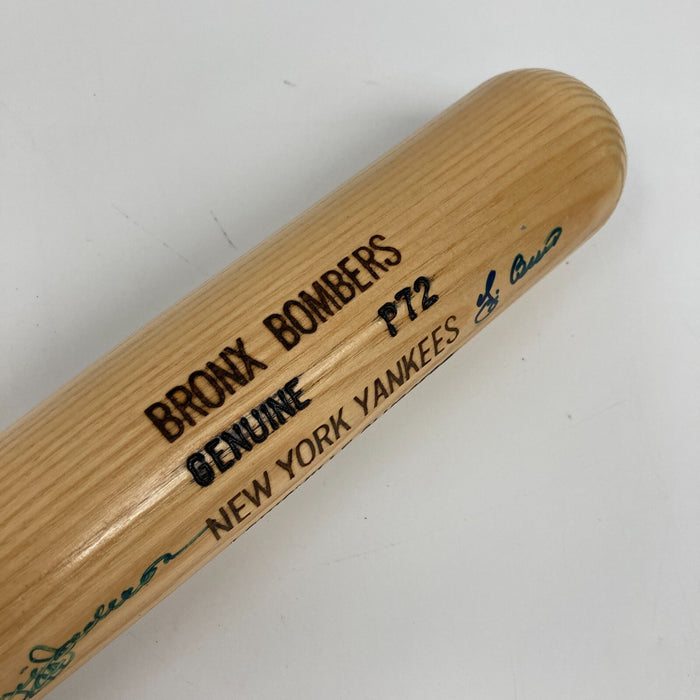 BRONX BOMBERS
GENUINE P72
NEW YORK YANKEES